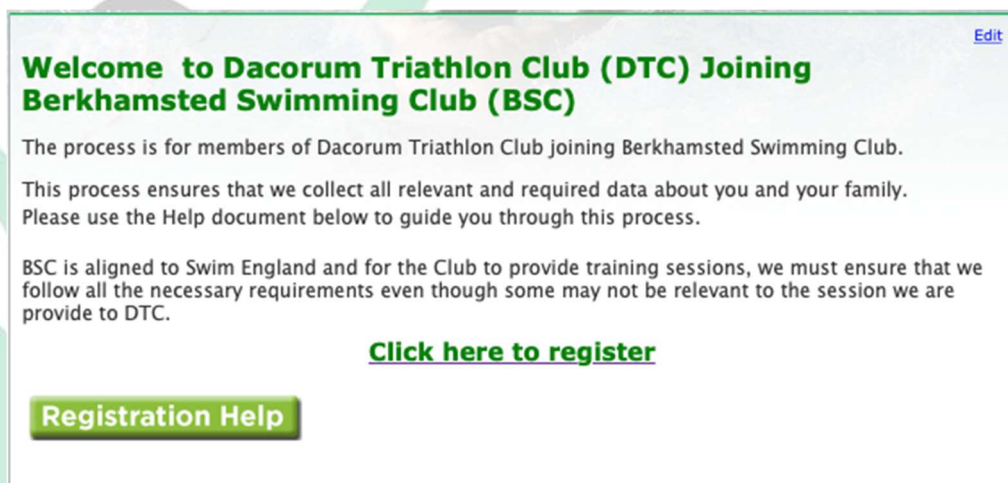 Edit
Welcome to Dacorum Triathlon Club (DTC) Joining
Berkhamsted Swimming Club (BSC)
The process is for members of Dacorum Triathlon Club joining Berkhamsted Swimming Club.
This process ensures that we collect all relevant and required data about you and your family.
Please use the Help document below to guide you through this process.
BSC is aligned to Swim England and for the Club to provide training sessions, we must ensure that we
follow all the necessary requirements even though some may not be relevant to the session we are
provide to DTC.
Click here to register
Registration Help